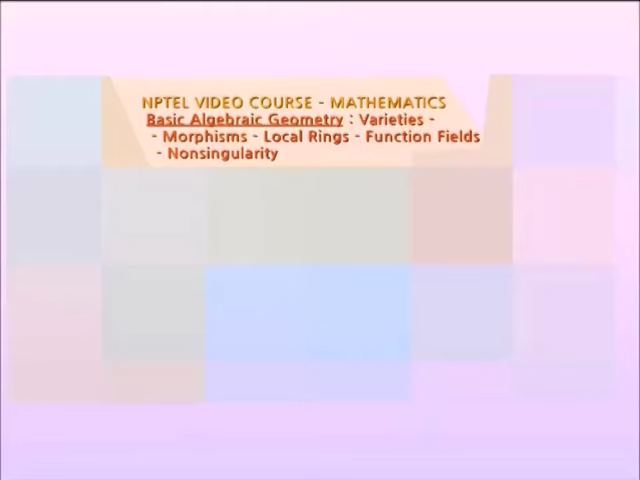 NPTEL VIDEO COURSE - MATHEMATICS
Basic Algebraic Geometry : Varieties -
- Morphisms - Local Rings - Function Fields
- Nonsingularity